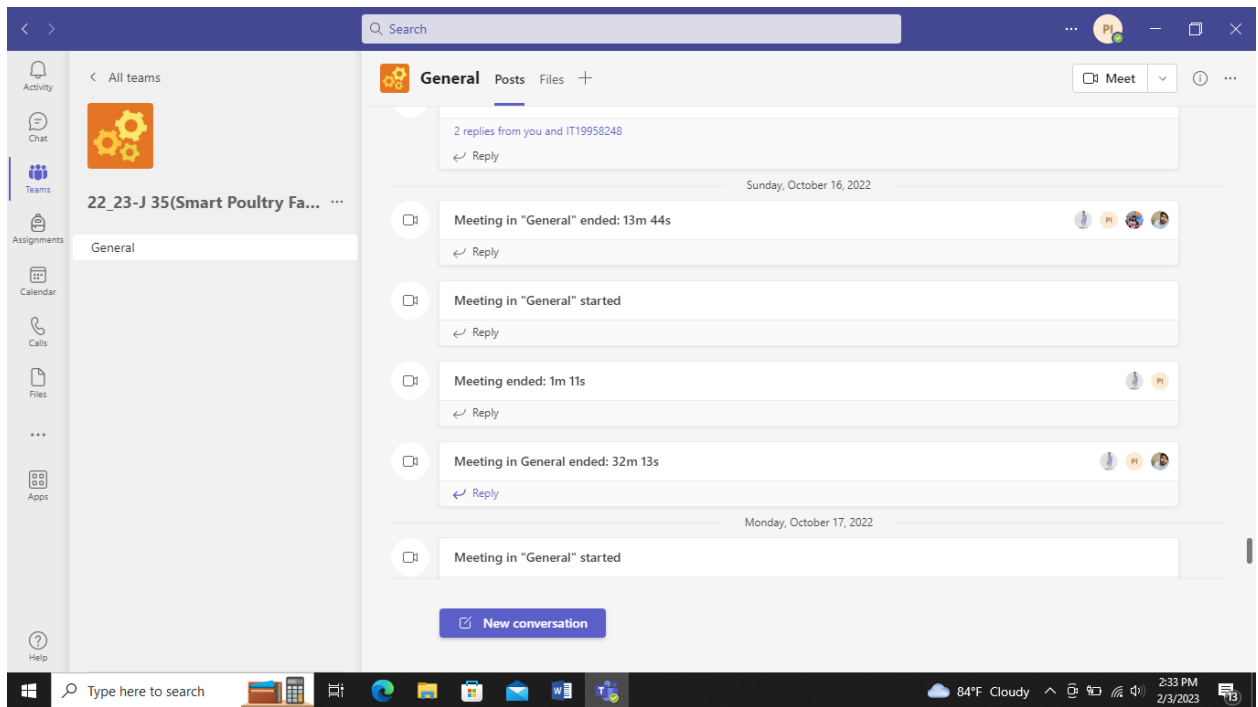 Search
PI
Activity
Chat
Teams
Assignments
Calendar
Calls
Files
Apps
Help
All teams
22_23-J 35(Smart Poultry Fa...
General
General Posts Files
Meet
2 replies from you and IT19958248
Reply
Sunday, October 16, 2022
Meeting in "General" ended: 13m 44s
PI
Reply
Meeting in "General" started
Reply
Meeting ended: 1m 11s
PI
Reply
Meeting in General ended: 32m 13s
PI
Reply
Monday, October 17, 2022
Meeting in "General" started
New conversation
Type here to search
84°F Cloudy
2:33 PM
2/3/2023
13